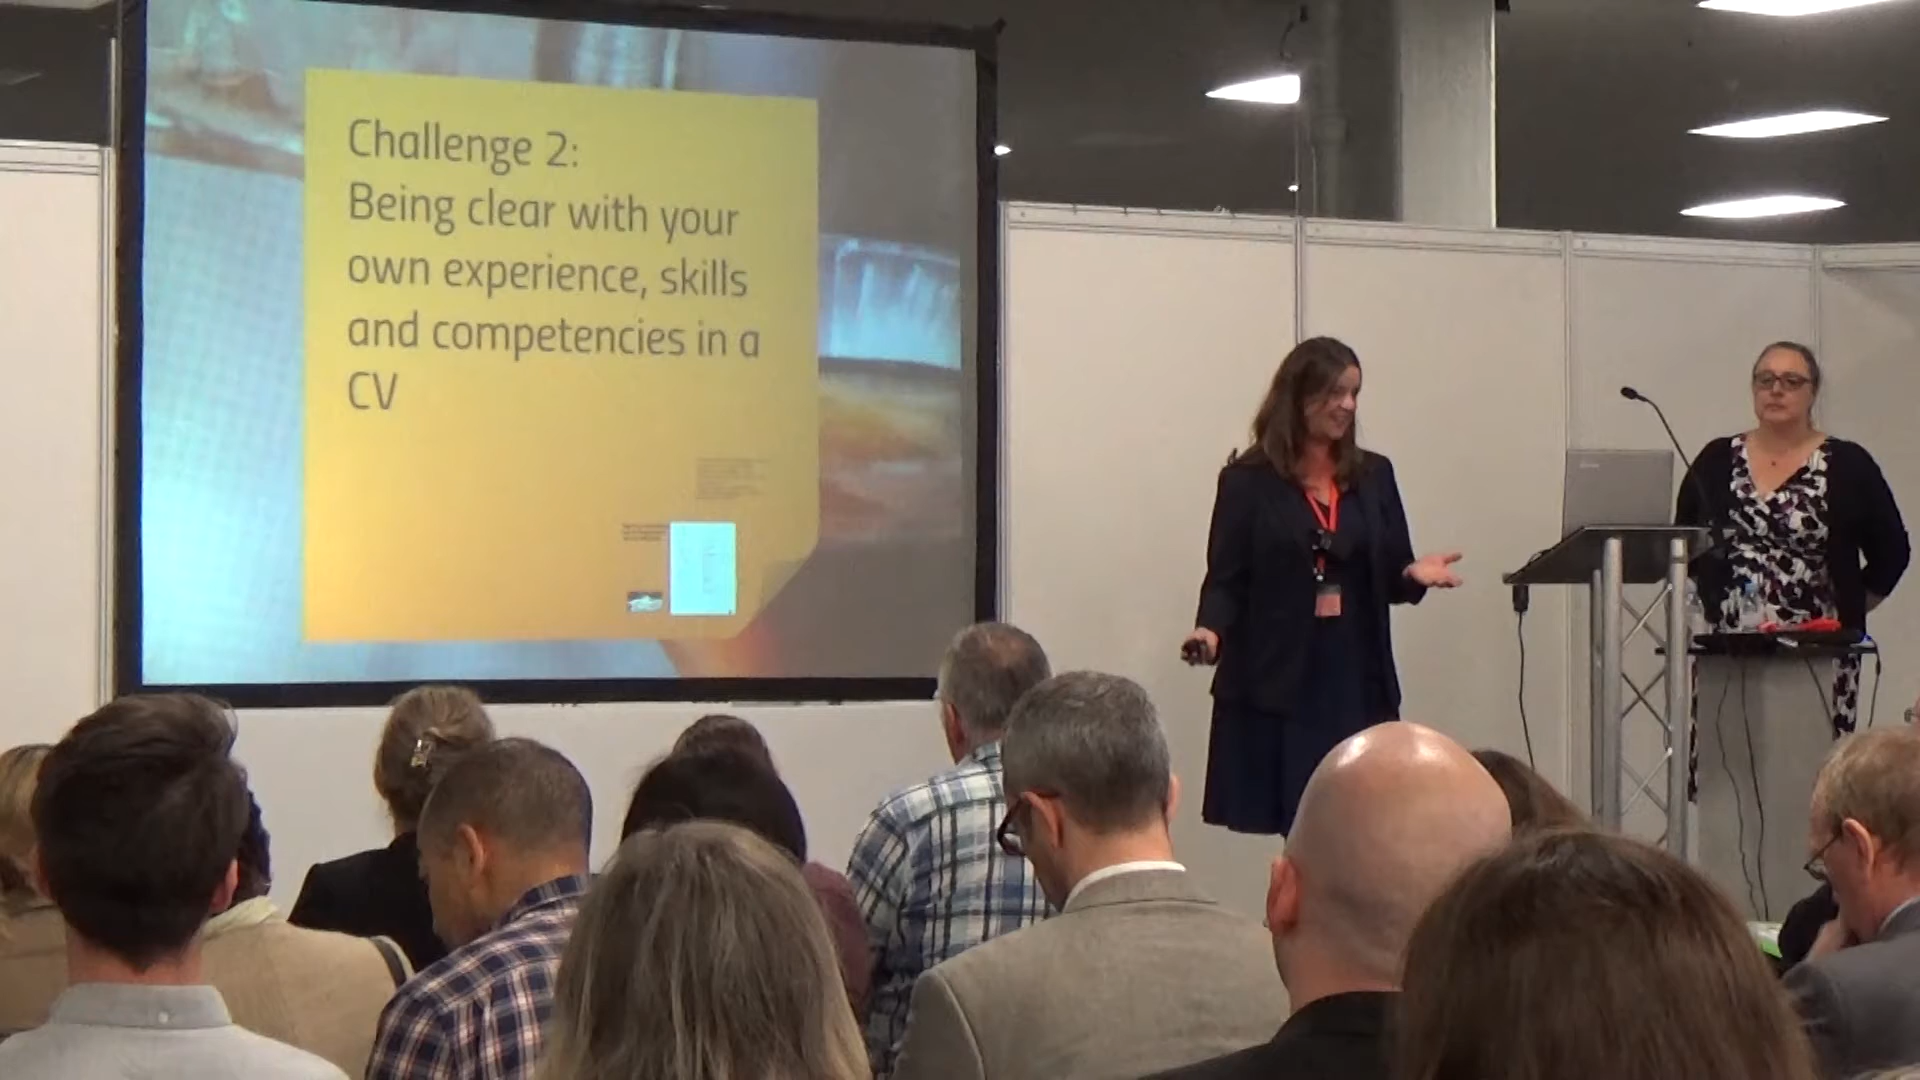 Challenge 2:
Being clear with your
own experience, skills
and competencies in a
CV